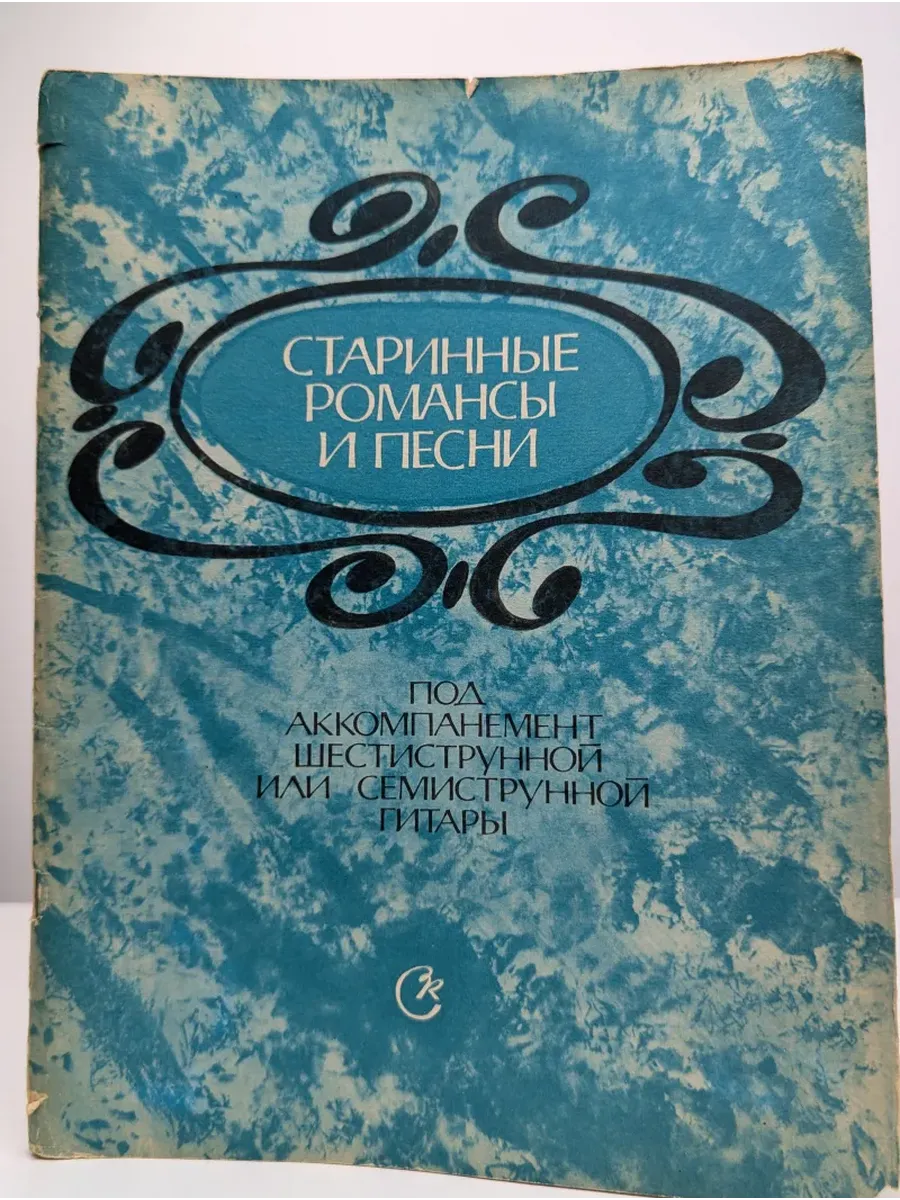 СТАРИННЫЕ
РОМАНСЫ
И ПЕСНИ
ПОД
АККОМПАНЕМЕНТ
ШЕСТИСТРУННОЙ
ИЛИ СЕМИСТРУННОЙ
ГИТАРЫ